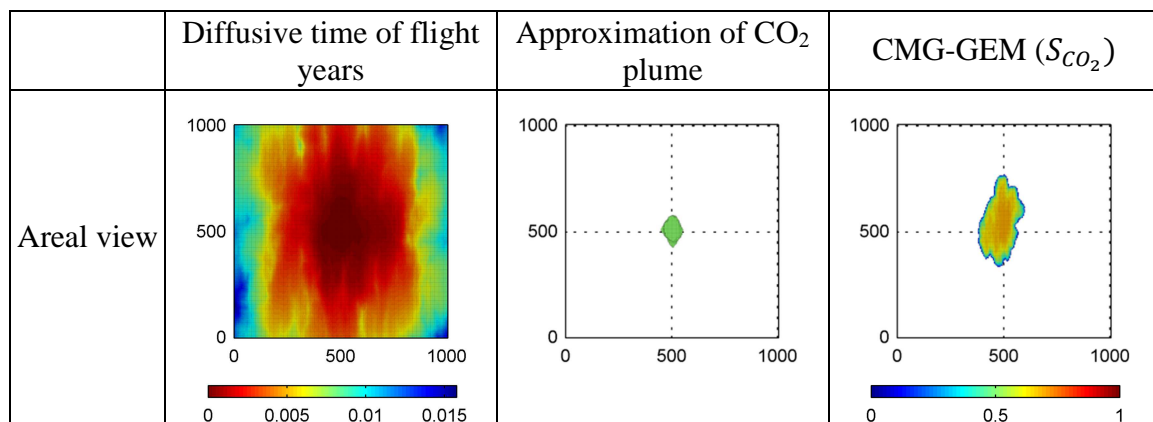 Diffusive time of flight
years
Approximation of CO₂
plume
CMG-GEM (S_{CO₂})
Areal view
1000
500
0
0 500 1000
0 0.005 0.01 0.015
1000
500
0
0 500 1000
1000
500
0
0 500 1000
0 0.5 1